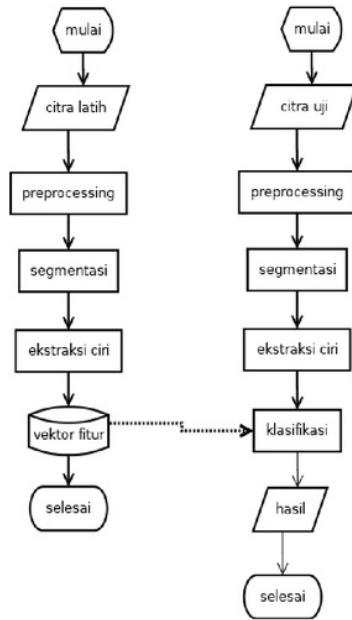 mulai
citra latih
preprocessing
segmentasi
ekstraksi ciri
vektor fitur
selesai
mulai
citra uji
preprocessing
segmentasi
ekstraksi ciri
klasifikasi
hasil
selesai